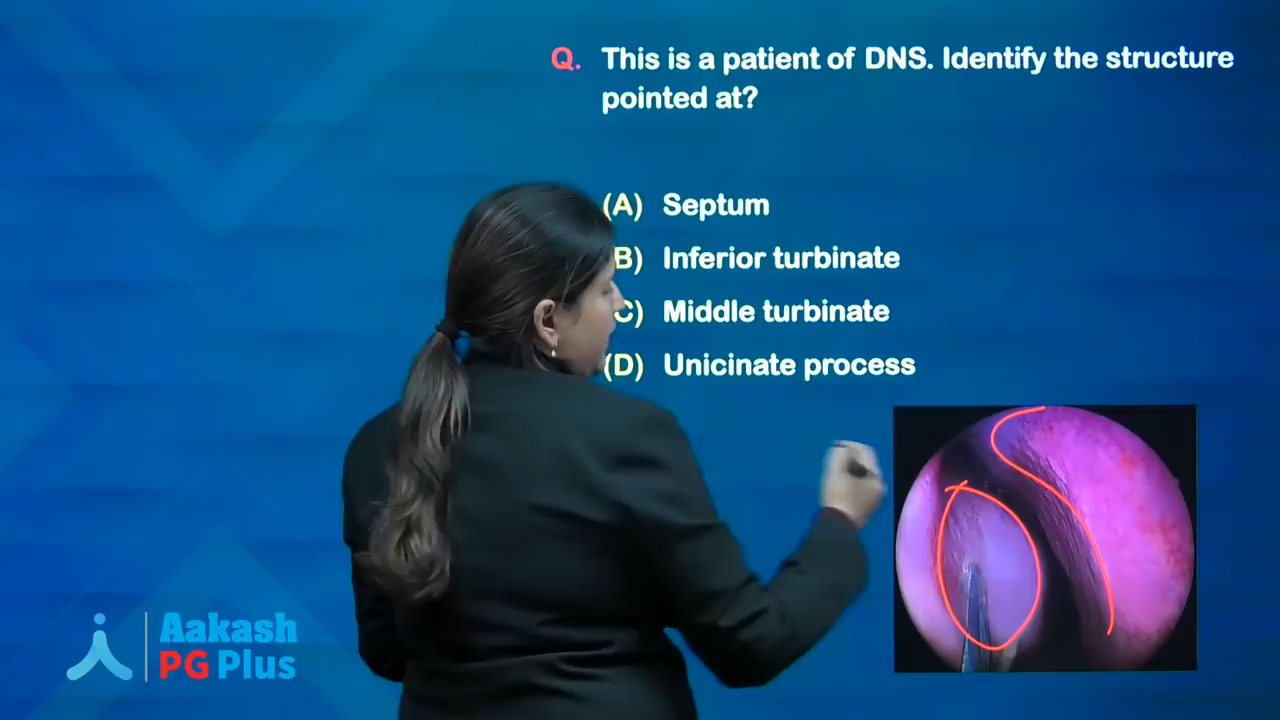 Q. This is a patient of DNS. Identify the structure
pointed at?
(A) Septum
B) Inferior turbinate
C) Middle turbinate
(D) Unicinate process
Aakash
PG Plus